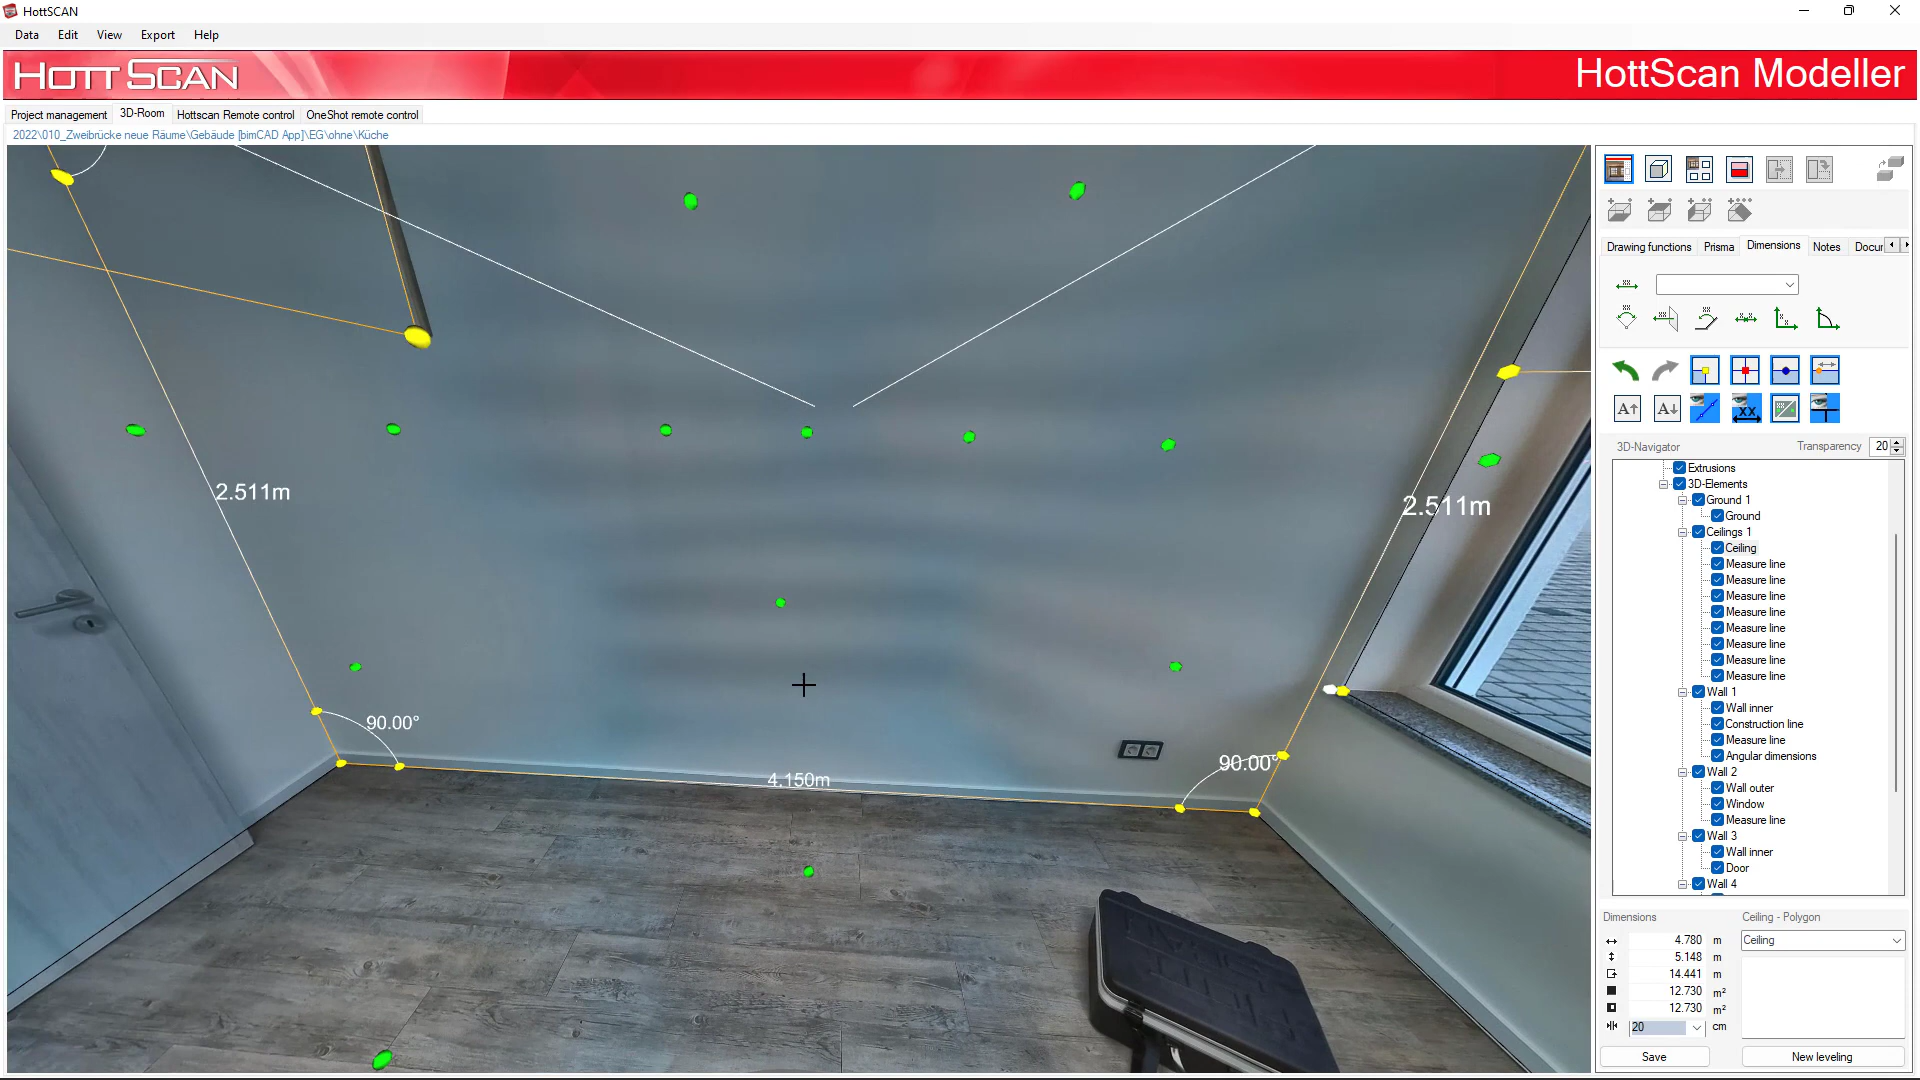 HottSCAN
Data Edit View Export Help
HOTT SCAN
HottScan Modeller
Project management 3D-Room Hottscan Remote control OneShot remote control
2022\010_Zweibrücke neue Räume\Gebäude [bimCAD App]\EG\ohne\Küche
Drawing functions Prisma Dimensions Notes Docur
A A XX
3D-Navigator Transparency 20
Extrusions
3D-Elements
Ground 1
Ground
Ceilings 1
Ceiling
Measure line
Measure line
Measure line
Measure line
Measure line
Measure line
Measure line
Measure line
Wall 1
Wall inner
Construction line
Measure line
Angular dimensions
Wall 2
Wall outer
Window
Measure line
Wall 3
Wall inner
Door
Wall 4
2.511m
2.511m
90.00°
90.00°
4.150m
Dimensions Ceiling - Polygon
4.780 m Ceiling
5.148 m
14.441 m
12.730 m²
12.730 m²
20 cm
Save New leveling